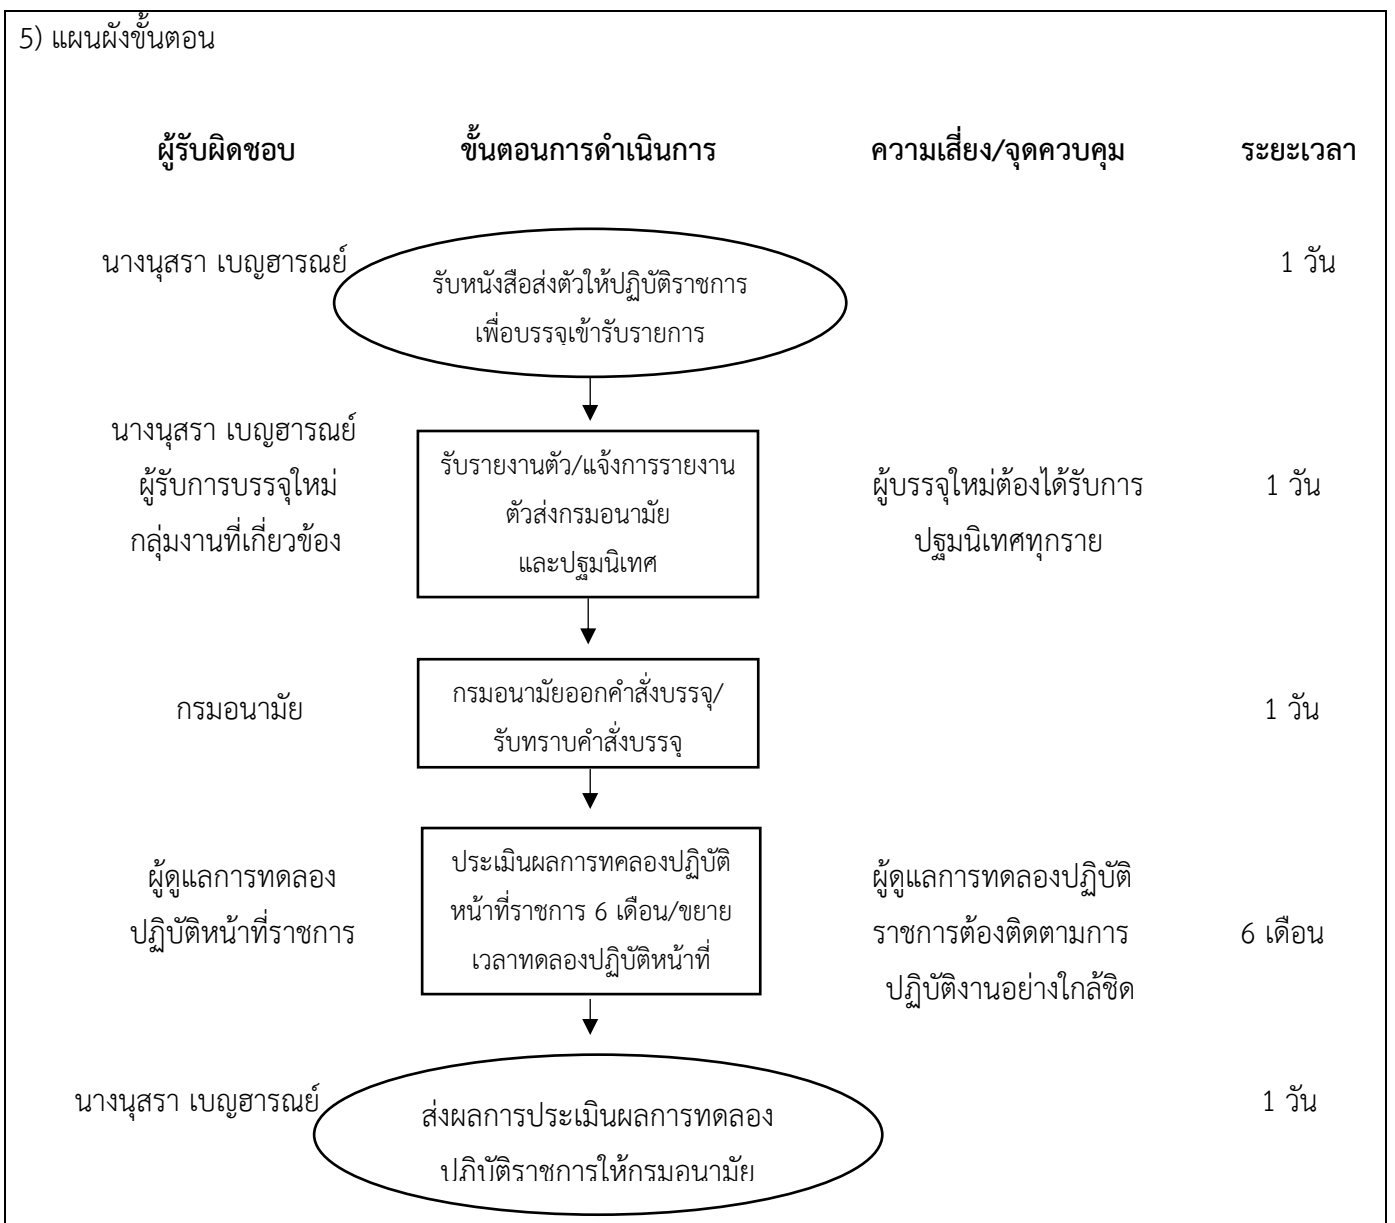 5) แผนผังขั้นตอน
ผู้รับผิดชอบ ขั้นตอนการดำเนินการ ความเสี่ยง/จุดควบคุม ระยะเวลา
นางนุสรา เบญฮารณย์ 1 วัน
รับหนังสือส่งตัวให้ปฏิบัติราชการ
เพื่อบรรจุเข้ารับรายการ
นางนุสรา เบญฮารณย์
ผู้รับการบรรจุใหม่
กลุ่มงานที่เกี่ยวข้อง
รับรายงานตัว/แจ้งการรายงาน
ตัวส่งกรมอนามัย
และปฐมนิเทศ
ผู้บรรจุใหม่ต้องได้รับการ
ปฐมนิเทศทุกราย
1 วัน
กรมอนามัย
กรมอนามัยออกคำสั่งบรรจุ/
รับทราบคำสั่งบรรจุ
1 วัน
ผู้ดูแลการทดลอง
ปฏิบัติหน้าที่ราชการ
ประเมินผลการทคลองปฏิบัติ
หน้าที่ราชการ 6 เดือน/ขยาย
เวลาทดลองปฏิบัติหน้าที่
ผู้ดูแลการทดลองปฏิบัติ
ราชการต้องติดตามการ
ปฏิบัติงานอย่างใกล้ชิด
6 เดือน
นางนุสรา เบญฮารณย์
ส่งผลการประเมินผลการทดลอง
ปฏิบัติราชการให้กรมอนามัย
1 วัน